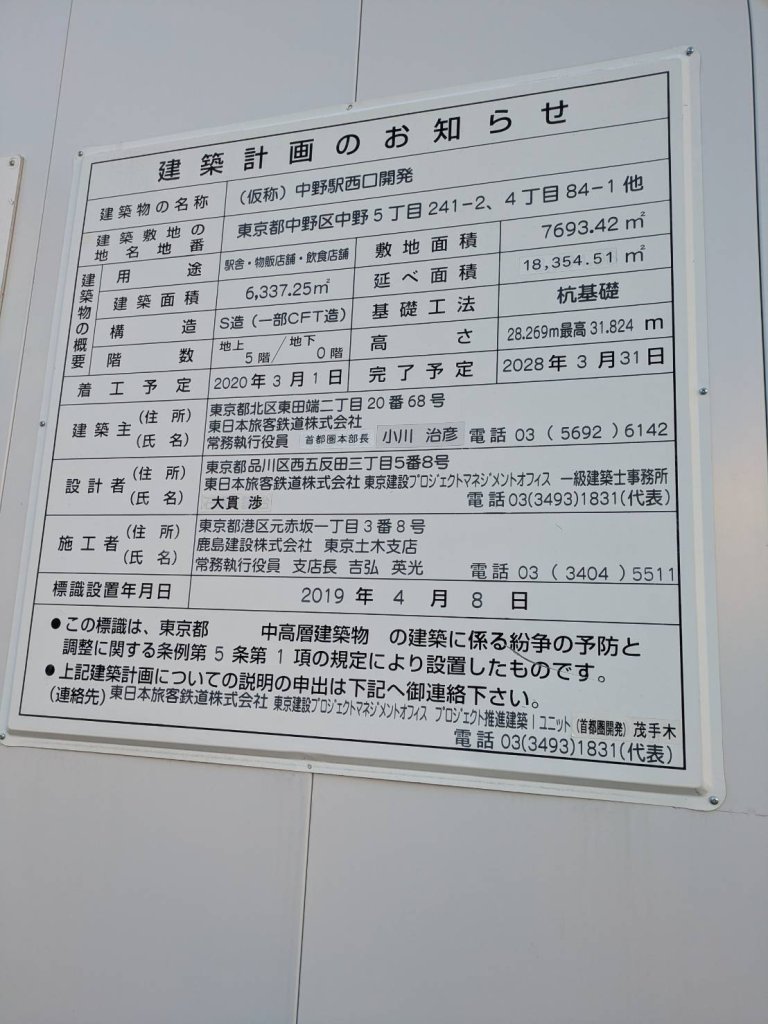 建築計画のお知らせ
建築物の名称 (仮称)中野駅西口開発
建築敷地の地名地番 東京都中野区中野5丁目241-2、4丁目84-1他
建築物の概要
用途 駅舎・物販店舗・飲食店舗 敷地面積 7693.42㎡
建築面積 6,337.25㎡ 延べ面積 18,354.51㎡
構造 S造(一部CFT造) 基礎工法 杭基礎
階数 地上5階/地下0階 高さ 28.269m最高31.824m
着工予定 2020年3月1日 完了予定 2028年3月31日
建築主(住所)(氏名)
東京都北区東田端二丁目20番68号
東日本旅客鉄道株式会社
常務執行役員 首都圏本部長 小川 治彦 電話 03(5692)6142
設計者(住所)(氏名)
東京都品川区西五反田三丁目5番8号
東日本旅客鉄道株式会社 東京建設プロジェクトマネジメントオフィス 一級建築士事務所
大貫 渉 電話 03(3493)1831(代表)
施工者(住所)(氏名)
東京都港区元赤坂一丁目3番8号
鹿島建設株式会社 東京土木支店
常務執行役員 支店長 吉弘 英光 電話 03(3404)5511
標識設置年月日 2019年4月8日
●この標識は、東京都 中高層建築物 の建築に係る紛争の予防と
調整に関する条例第5条第1項の規定により設置したものです。
●上記建築計画についての説明の申出は下記へ御連絡下さい。
(連絡先)東日本旅客鉄道株式会社 東京建設プロジェクトマネジメントオフィス プロジェクト推進建築1ユニット(首都圏開発)茂手木
電話 03(3493)1831(代表)